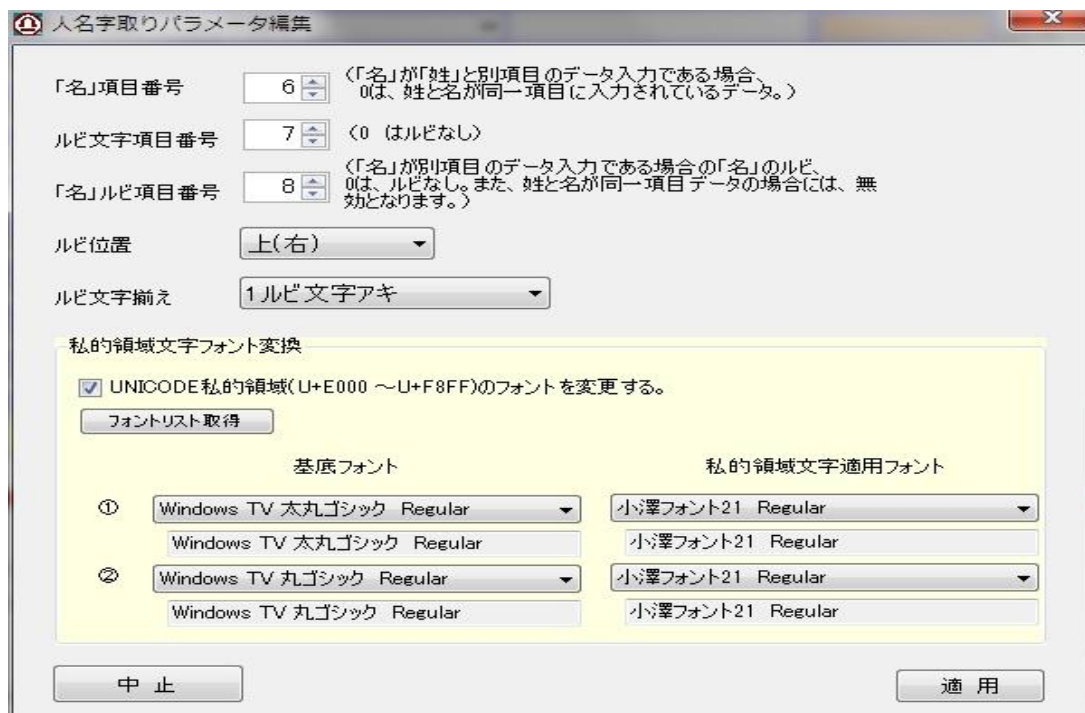 人名字取りパラメータ編集
「名」項目番号
6
(「名」が「姓」と別項目のデータ入力である場合、
0は、姓と名が同一項目に入力されているデータ。)
ルビ文字項目番号
7
(0 はルビなし)
「名」ルビ項目番号
8
(「名」が別項目のデータ入力である場合の「名」のルビ、
0は、ルビなし。また、姓と名が同一項目データの場合には、無
効となります。)
ルビ位置
上(右)
ルビ文字揃え
1ルビ文字アキ
私的領域文字フォント変換
UNICODE私的領域(U+E000 ~U+F8FF)のフォントを変更する。
フォントリスト取得
基底フォント
私的領域文字適用フォント
① Windows TV 太丸ゴシック Regular
小澤フォント21 Regular
Windows TV 太丸ゴシック Regular
小澤フォント21 Regular
② Windows TV 丸ゴシック Regular
小澤フォント21 Regular
Windows TV 丸ゴシック Regular
小澤フォント21 Regular
中 止
適 用